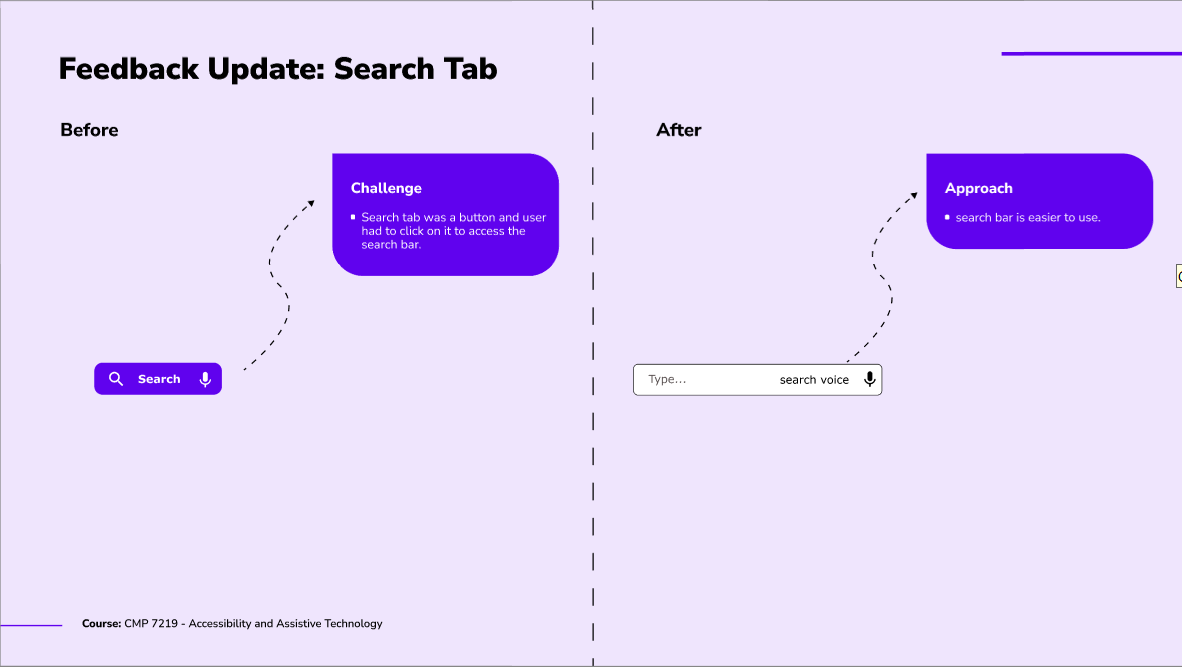 Feedback Update: Search Tab
Before
Challenge
Search tab was a button and user
had to click on it to access the
search bar.
Search
After
Approach
search bar is easier to use.
Type...
search voice
Course: CMP 7219 - Accessibility and Assistive Technology